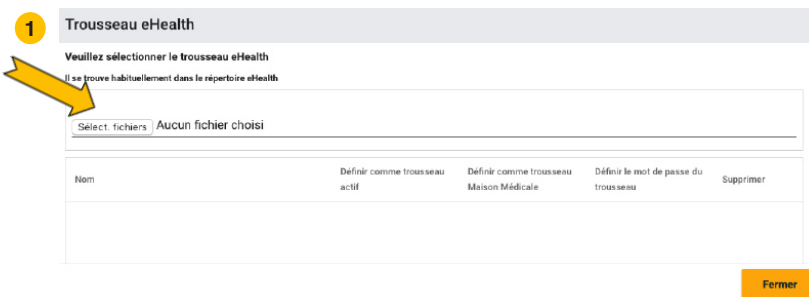 1
Trousseau eHealth
Veuillez sélectionner le trousseau eHealth
Il se trouve habituellement dans le répertoire eHealth
Sélect. fichiers Aucun fichier choisi
Nom
Définir comme trousseau
actif
Définir comme trousseau
Maison Médicale
Définir le mot de passe du
trousseau
Supprimer
Fermer